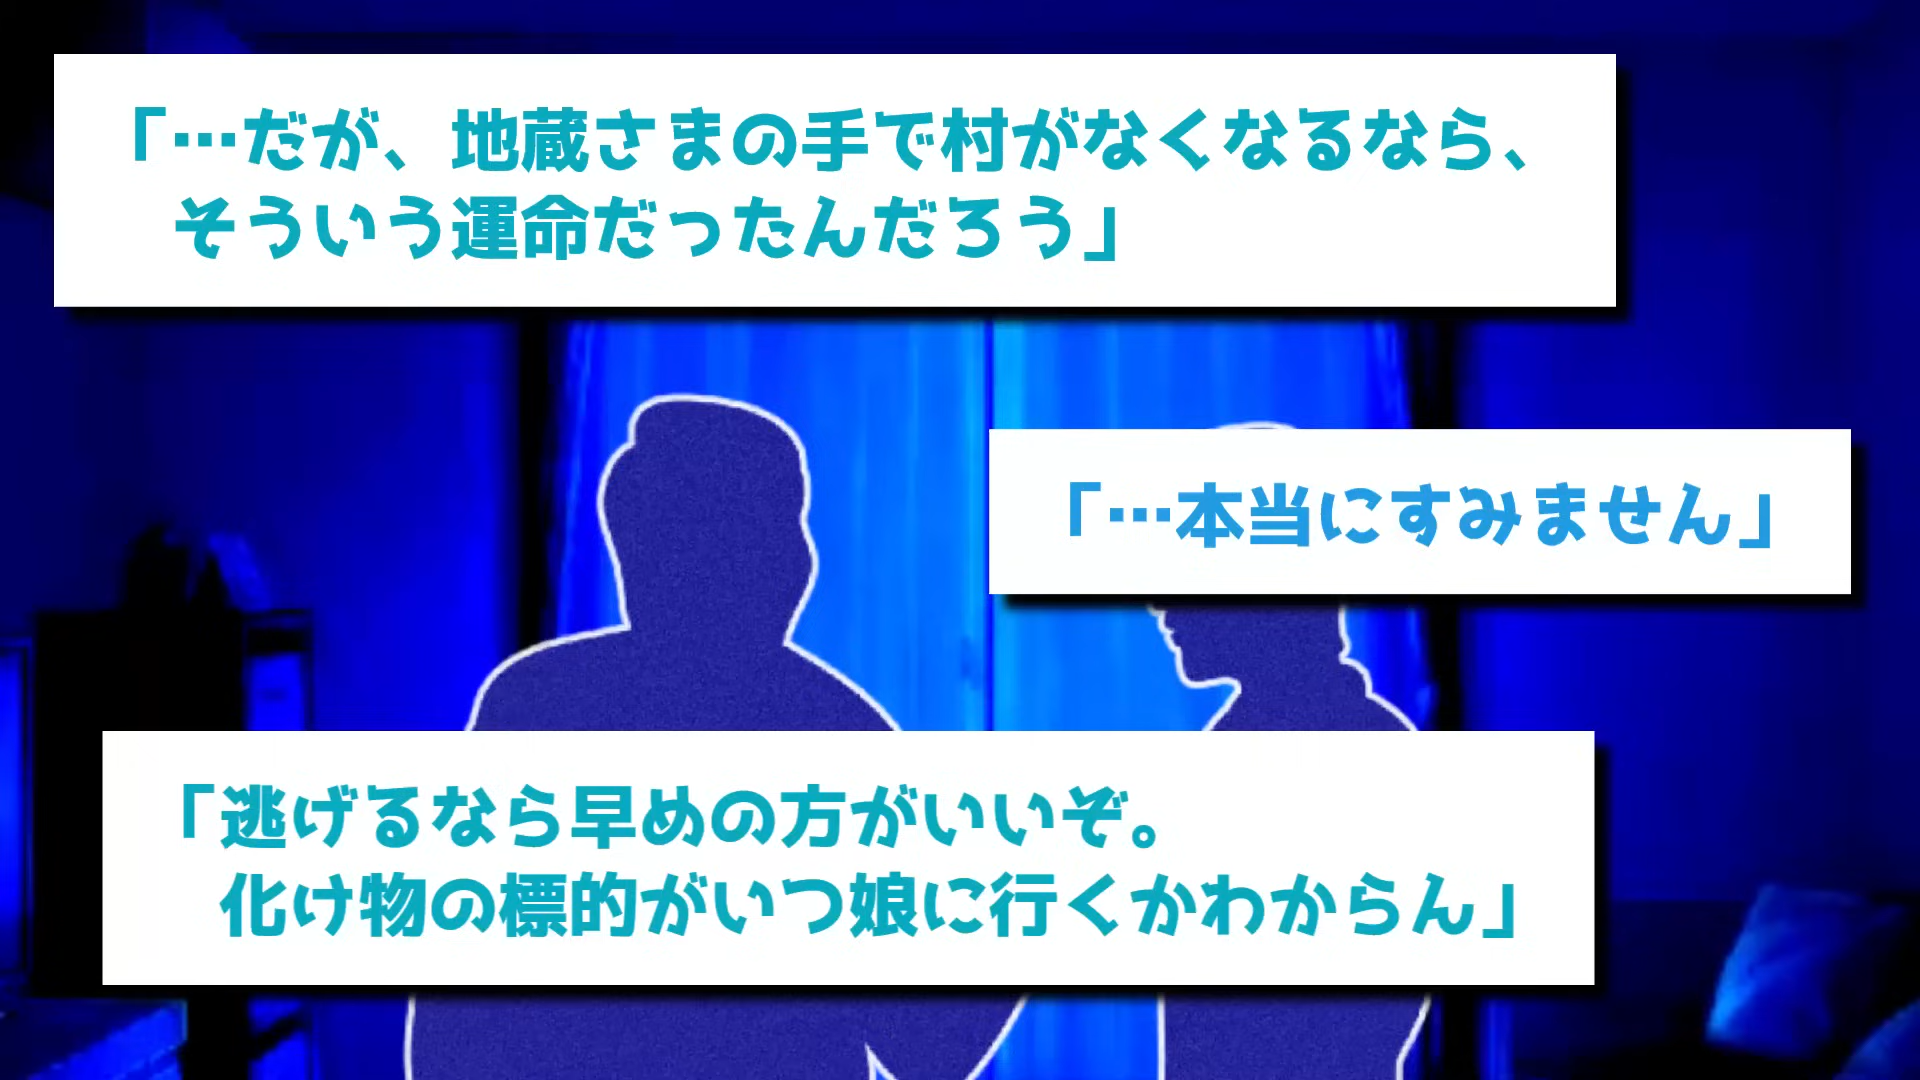 「…だが、地蔵さまの手で村がなくなるなら、
そういう運命だったんだろう」
「…本当にすみません」
「逃げるなら早めの方がいいぞ。
化け物の標的がいつ娘に行くかわからん」